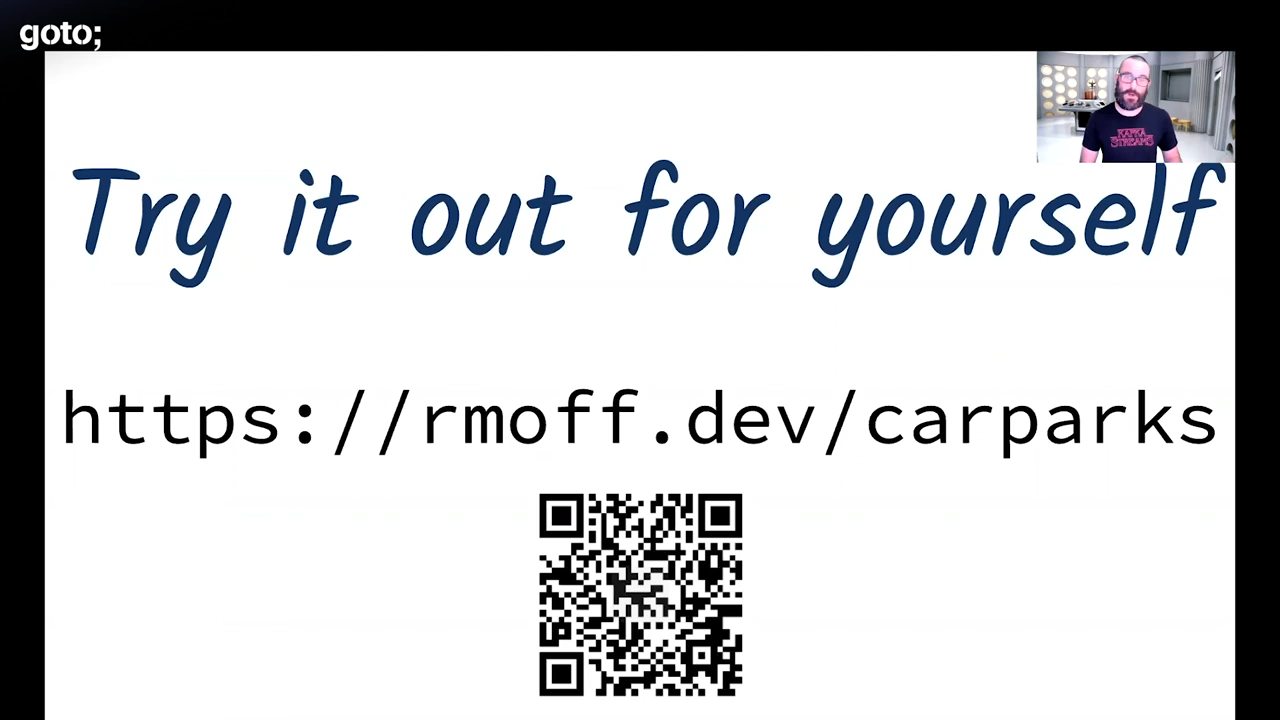 goto;
KAFKA
STREAMS
Try it out for yourself
https://rmoff.dev/carparks